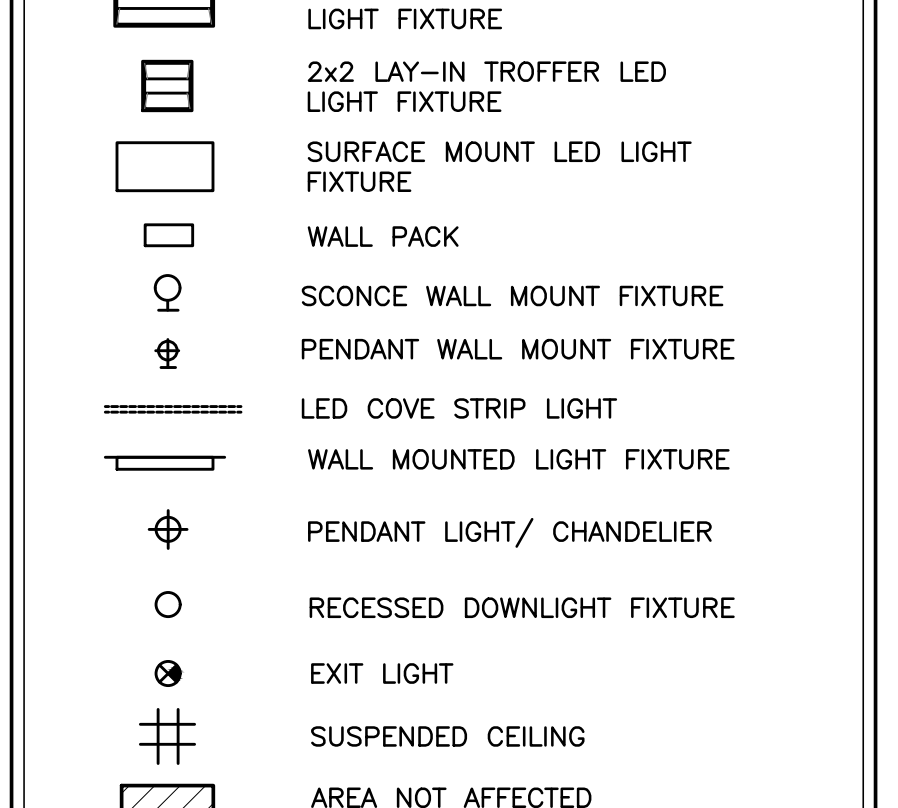 LIGHT FIXTURE
2x2 LAY-IN TROFFER LED
LIGHT FIXTURE
SURFACE MOUNT LED LIGHT
FIXTURE
WALL PACK
SCONCE WALL MOUNT FIXTURE
PENDANT WALL MOUNT FIXTURE
LED COVE STRIP LIGHT
WALL MOUNTED LIGHT FIXTURE
PENDANT LIGHT/ CHANDELIER
RECESSED DOWNLIGHT FIXTURE
EXIT LIGHT
SUSPENDED CEILING
AREA NOT AFFECTED